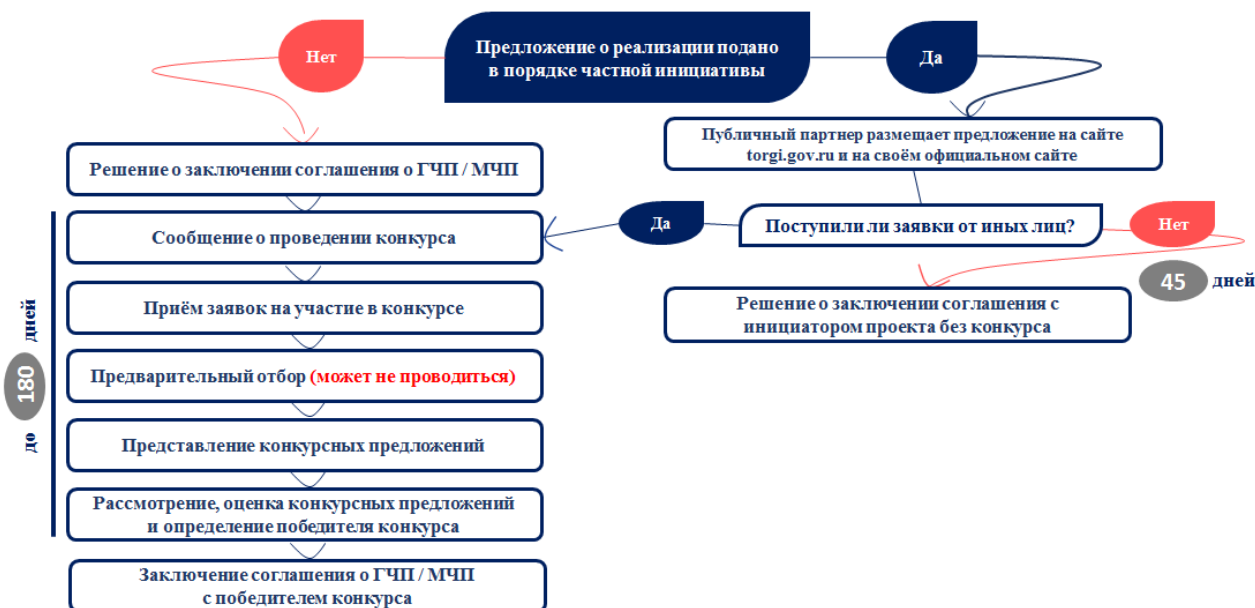 Предложение о реализации подано
в порядке частной инициативы
Нет
Да
Решение о заключении соглашения о ГЧП / МЧП
Сообщение о проведении конкурса
Приём заявок на участие в конкурсе
Предварительный отбор (может не проводиться)
Представление конкурсных предложений
Рассмотрение, оценка конкурсных предложений
и определение победителя конкурса
Заключение соглашения о ГЧП / МЧП
с победителем конкурса
до 180 дней
Публичный партнер размещает предложение на сайте
torgi.gov.ru и на своём официальном сайте
Поступили ли заявки от иных лиц?
Да
Нет
45 дней
Решение о заключении соглашения с
инициатором проекта без конкурса